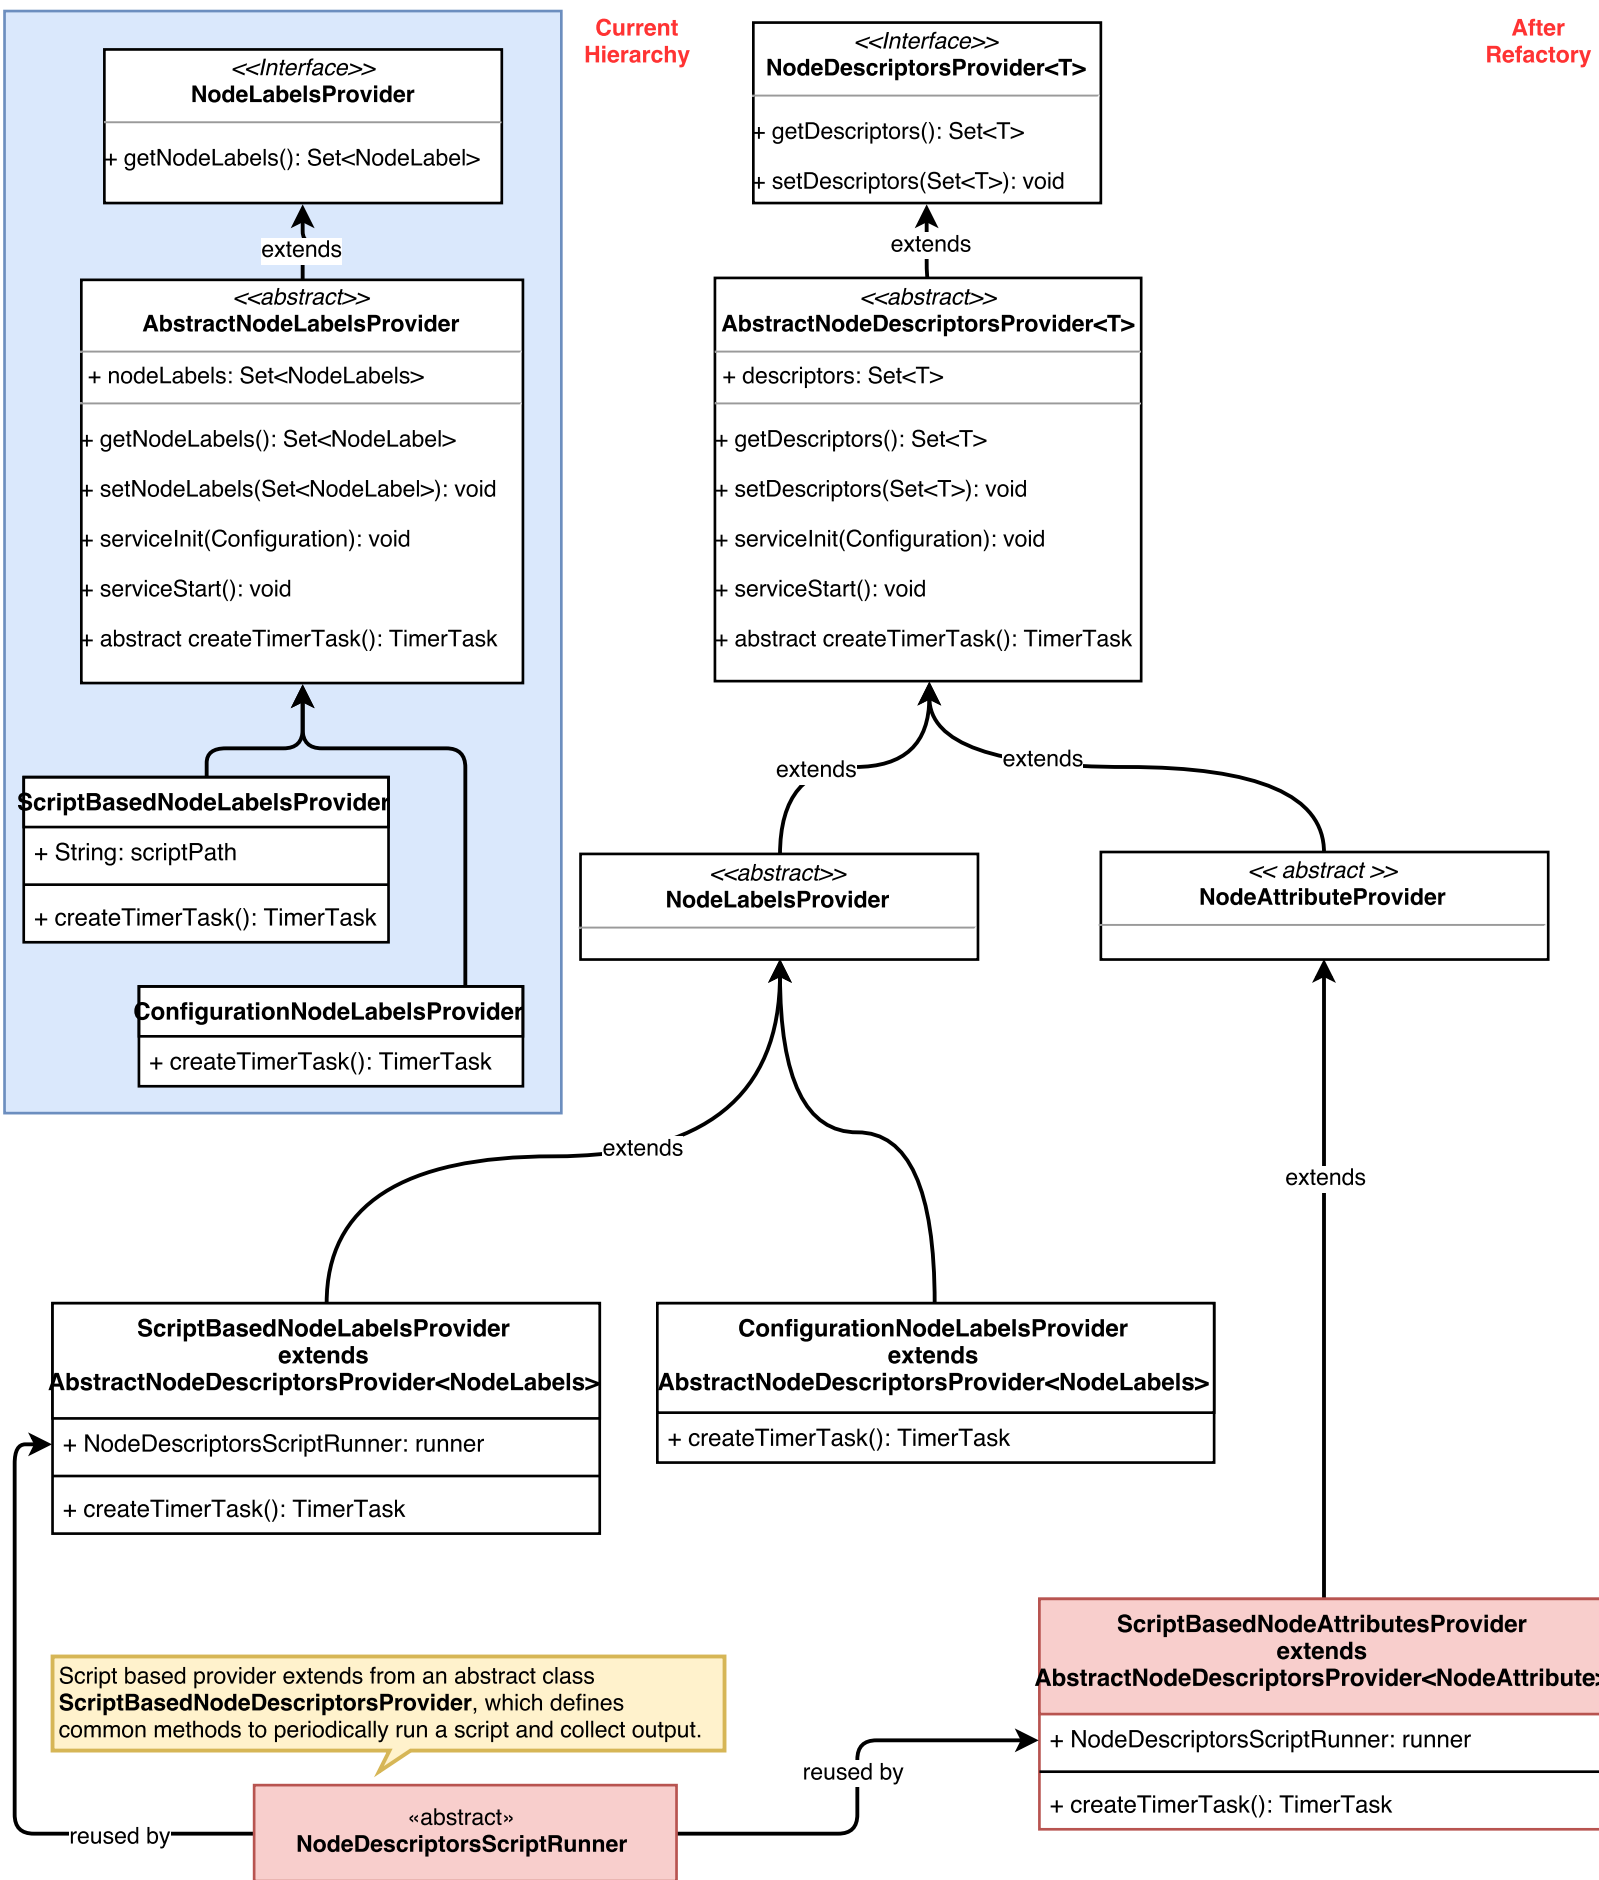 Current
Hierarchy
After
Refactory
<<Interface>>
NodeLabelsProvider
+ getNodeLabels(): Set<NodeLabel>
extends
<<abstract>>
AbstractNodeLabelsProvider
+ nodeLabels: Set<NodeLabels>
+ getNodeLabels(): Set<NodeLabel>
+ setNodeLabels(Set<NodeLabel>): void
+ serviceInit(Configuration): void
+ serviceStart(): void
+ abstract createTimerTask(): TimerTask
ScriptBasedNodeLabelsProvider
+ String: scriptPath
+ createTimerTask(): TimerTask
ConfigurationNodeLabelsProvider
+ createTimerTask(): TimerTask
<<Interface>>
NodeDescriptorsProvider<T>
+ getDescriptors(): Set<T>
+ setDescriptors(Set<T>): void
extends
<<abstract>>
AbstractNodeDescriptorsProvider<T>
+ descriptors: Set<T>
+ getDescriptors(): Set<T>
+ setDescriptors(Set<T>): void
+ serviceInit(Configuration): void
+ serviceStart(): void
+ abstract createTimerTask(): TimerTask
extends
extends
<<abstract>>
NodeLabelsProvider
<< abstract >>
NodeAttributeProvider
extends
extends
ScriptBasedNodeLabelsProvider
extends
AbstractNodeDescriptorsProvider<NodeLabels>
+ NodeDescriptorsScriptRunner: runner
+ createTimerTask(): TimerTask
ConfigurationNodeLabelsProvider
extends
AbstractNodeDescriptorsProvider<NodeLabels>
+ createTimerTask(): TimerTask
ScriptBasedNodeAttributesProvider
extends
AbstractNodeDescriptorsProvider<NodeAttribute>
+ NodeDescriptorsScriptRunner: runner
+ createTimerTask(): TimerTask
Script based provider extends from an abstract class
ScriptBasedNodeDescriptorsProvider, which defines
common methods to periodically run a script and collect output.
reused by
«abstract»
NodeDescriptorsScriptRunner
reused by